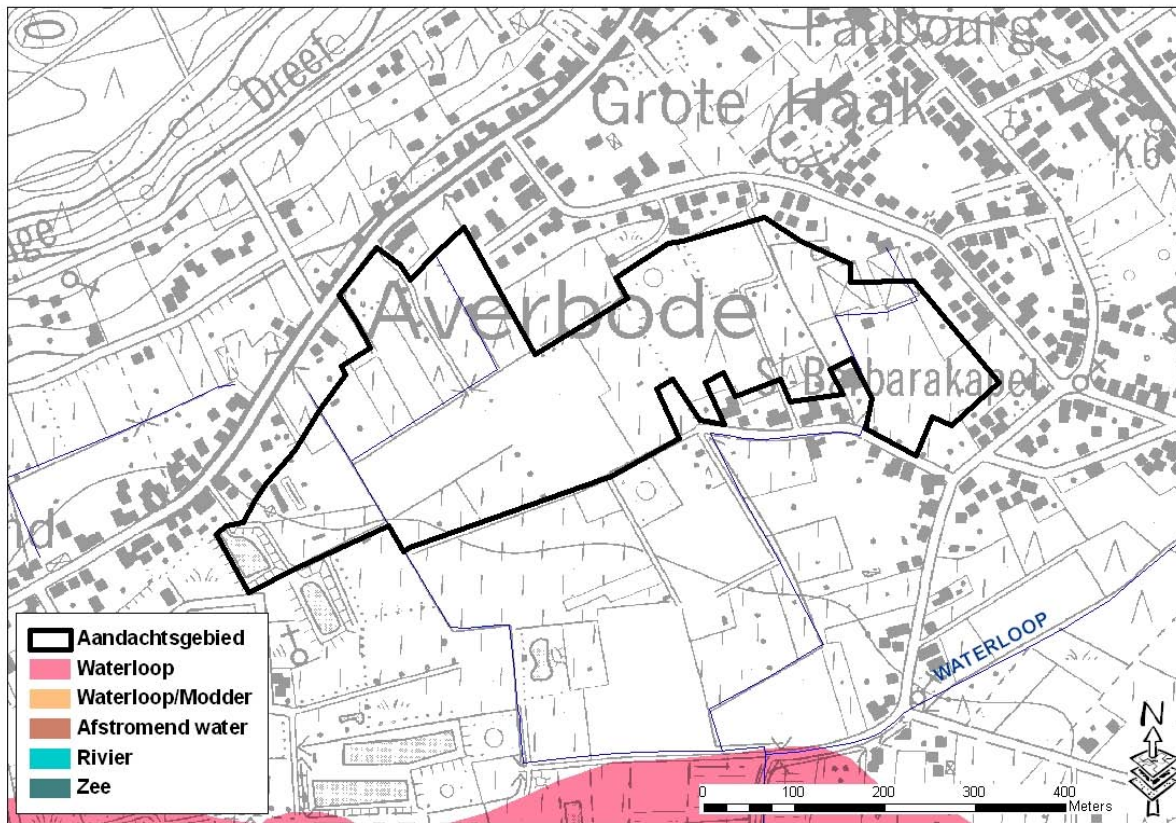 Faubourg
Dreef
Grote Haak
Averbode
St-Barbarakapel
WATERLOOP
Aandachtsgebied
Waterloop
Waterloop/Modder
Afstromend water
Rivier
Zee
N
0 100 200 300 400
Meters